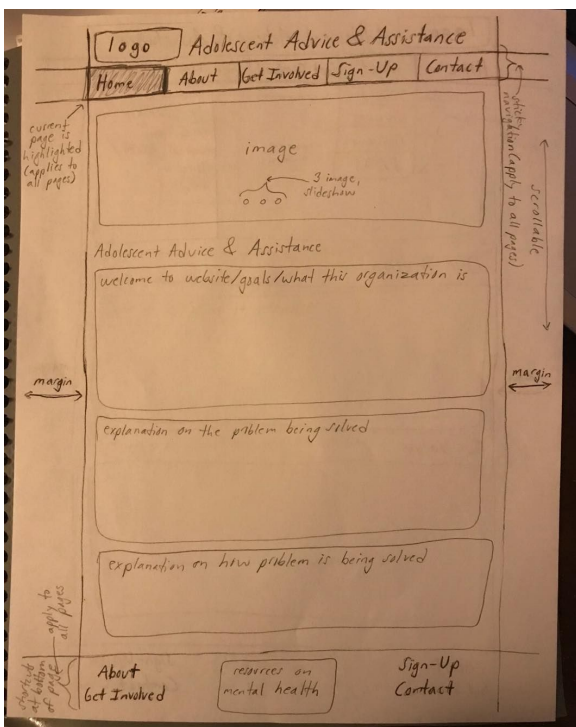 logo
Adolescent Advice & Assistance
Home
About
Get Involved
Sign-Up
Contact
current
page is
highlighted
(applies to
all pages)
sticky
navigation (apply to all pages)
scrollable
image
3 image,
slideshow
Adolescent Advice & Assistance
welcome to website/goals/what this organization is
margin
margin
explanation on the problem being solved
explanation on how problem is being solved
apply to
all pages
shortcuts
at bottom
of page
About
Get Involved
resources on
mental health
Sign-Up
Contact